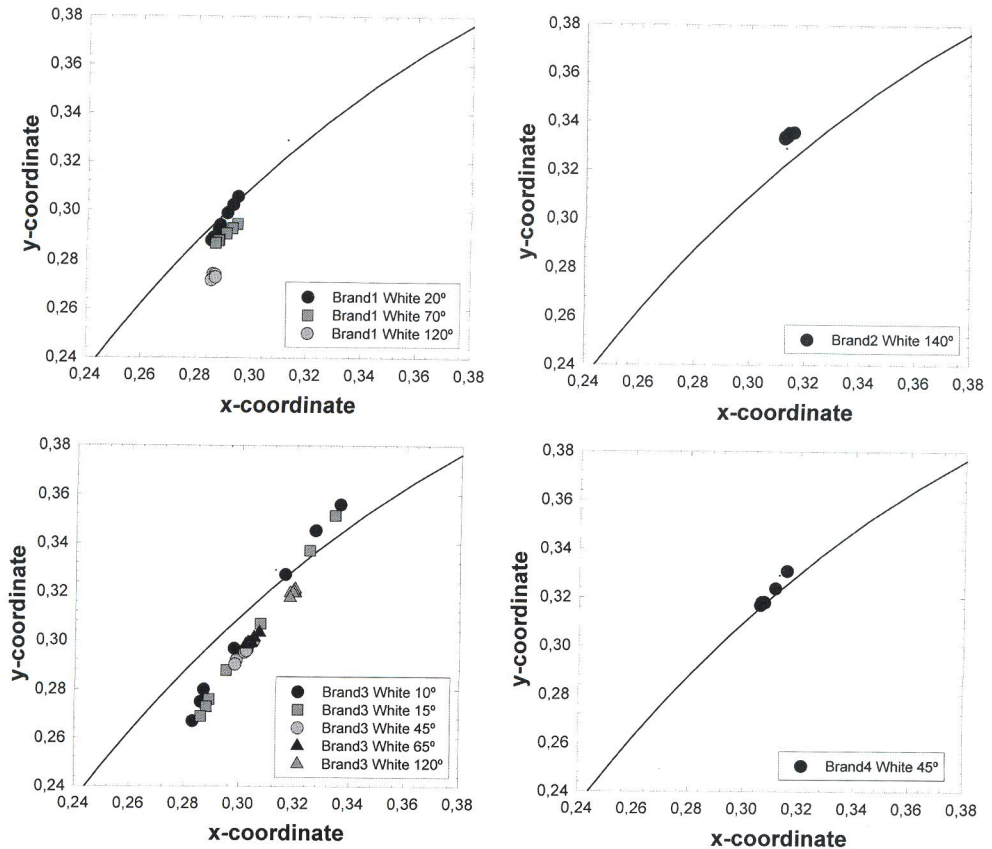 0,38
0,36
0,34
0,32
0,30
0,28
0,26
0,24
y-coordinate
Brand1 White 20º
Brand1 White 70º
Brand1 White 120º
0,24 0,26 0,28 0,30 0,32 0,34 0,36 0,38
x-coordinate
0,38
0,36
0,34
0,32
0,30
0,28
0,26
0,24
y-coordinate
Brand2 White 140º
0,24 0,26 0,28 0,30 0,32 0,34 0,36 0,38
x-coordinate
0,38
0,36
0,34
0,32
0,30
0,28
0,26
0,24
y-coordinate
Brand3 White 10º
Brand3 White 15º
Brand3 White 45º
Brand3 White 65º
Brand3 White 120º
0,24 0,26 0,28 0,30 0,32 0,34 0,36 0,38
x-coordinate
0,38
0,36
0,34
0,32
0,30
0,28
0,26
0,24
y-coordinate
Brand4 White 45º
0,24 0,26 0,28 0,30 0,32 0,34 0,36 0,38
x-coordinate